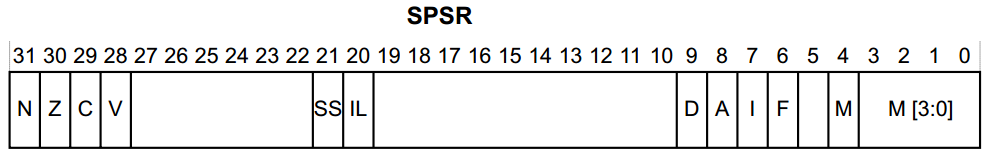 SPSR
31 30 29 28 27 26 25 24 23 22 21 20 19 18 17 16 15 14 13 12 11 10 9 8 7 6 5 4 3 2 1 0
N Z C V SS IL D A I F M M [3:0]